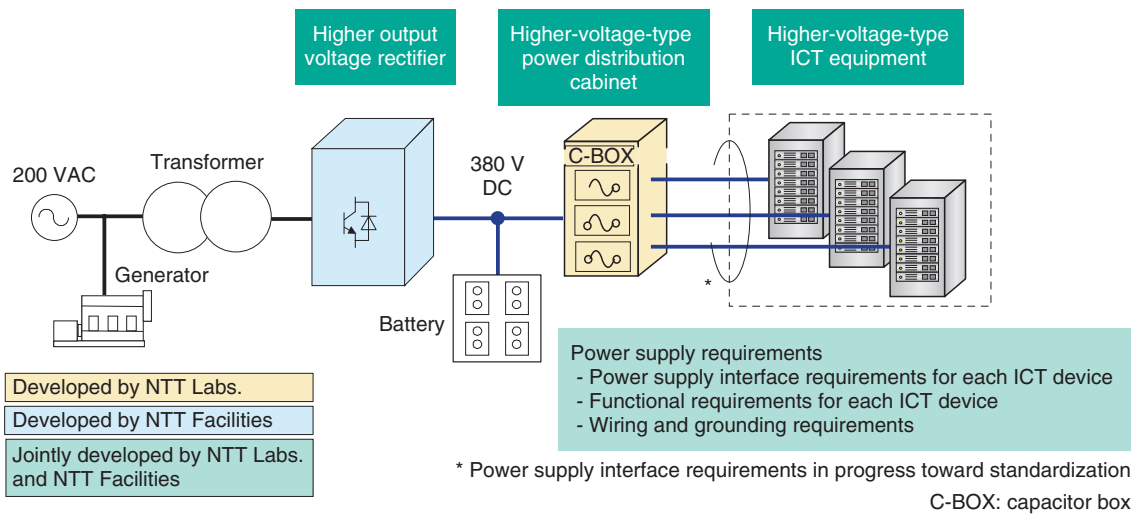 Higher output
voltage rectifier
Higher-voltage-type
power distribution
cabinet
Higher-voltage-type
ICT equipment
200 VAC
Transformer
Generator
380 V
DC
Battery
C-BOX
*
Developed by NTT Labs.
Developed by NTT Facilities
Jointly developed by NTT Labs.
and NTT Facilities
Power supply requirements
- Power supply interface requirements for each ICT device
- Functional requirements for each ICT device
- Wiring and grounding requirements
* Power supply interface requirements in progress toward standardization
C-BOX: capacitor box